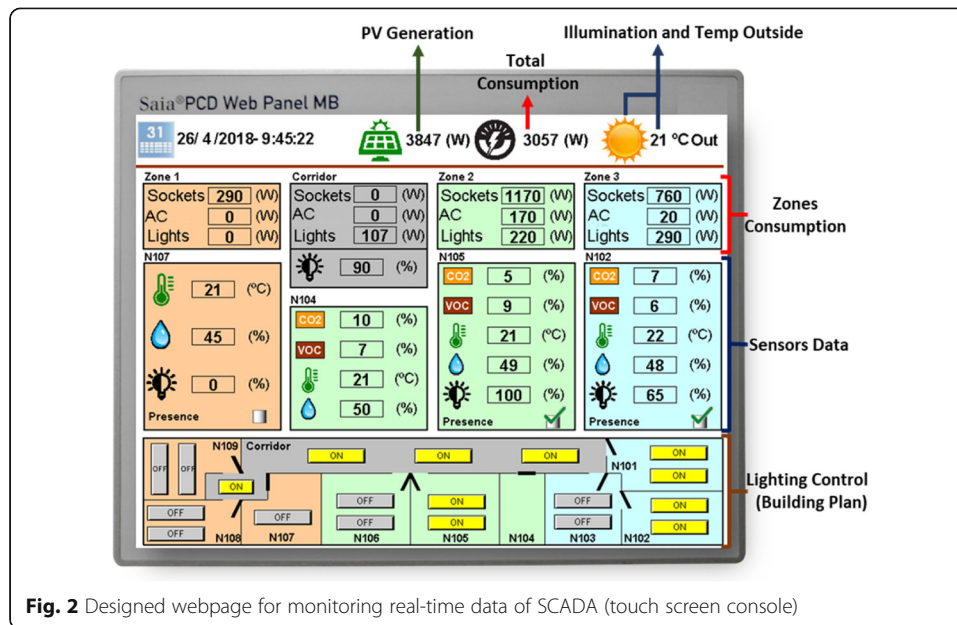 PV Generation
Illumination and Temp Outside
Total
Consumption
Saia®PCD Web Panel MB
31
26/ 4 /2018- 9:45:22
3847 (W)
3057 (W)
21 ºC Out
Zone 1
Sockets 290 (W)
AC 0 (W)
Lights 0 (W)
Corridor
Sockets 0 (W)
AC 0 (W)
Lights 107 (W)
90 (%)
Zone 2
Sockets 1170 (W)
AC 170 (W)
Lights 220 (W)
Zone 3
Sockets 760 (W)
AC 20 (W)
Lights 290 (W)
Zones
Consumption
N107
21 (ºC)
45 (%)
0 (%)
Presence
N104
CO2 10 (%)
VOC 7 (%)
21 (ºC)
50 (%)
N105
CO2 5 (%)
VOC 9 (%)
21 (ºC)
49 (%)
100 (%)
Presence
N102
CO2 7 (%)
VOC 6 (%)
22 (ºC)
48 (%)
65 (%)
Presence
Sensors Data
N109 Corridor
OFF OFF
ON ON ON
ON
N101
ON
ON
OFF
OFF
N108
OFF
N107
OFF
OFF
N106
ON
ON
N105
N104
OFF
OFF
N103
ON
ON
N102
Lighting Control
(Building Plan)
Fig. 2 Designed webpage for monitoring real-time data of SCADA (touch screen console)